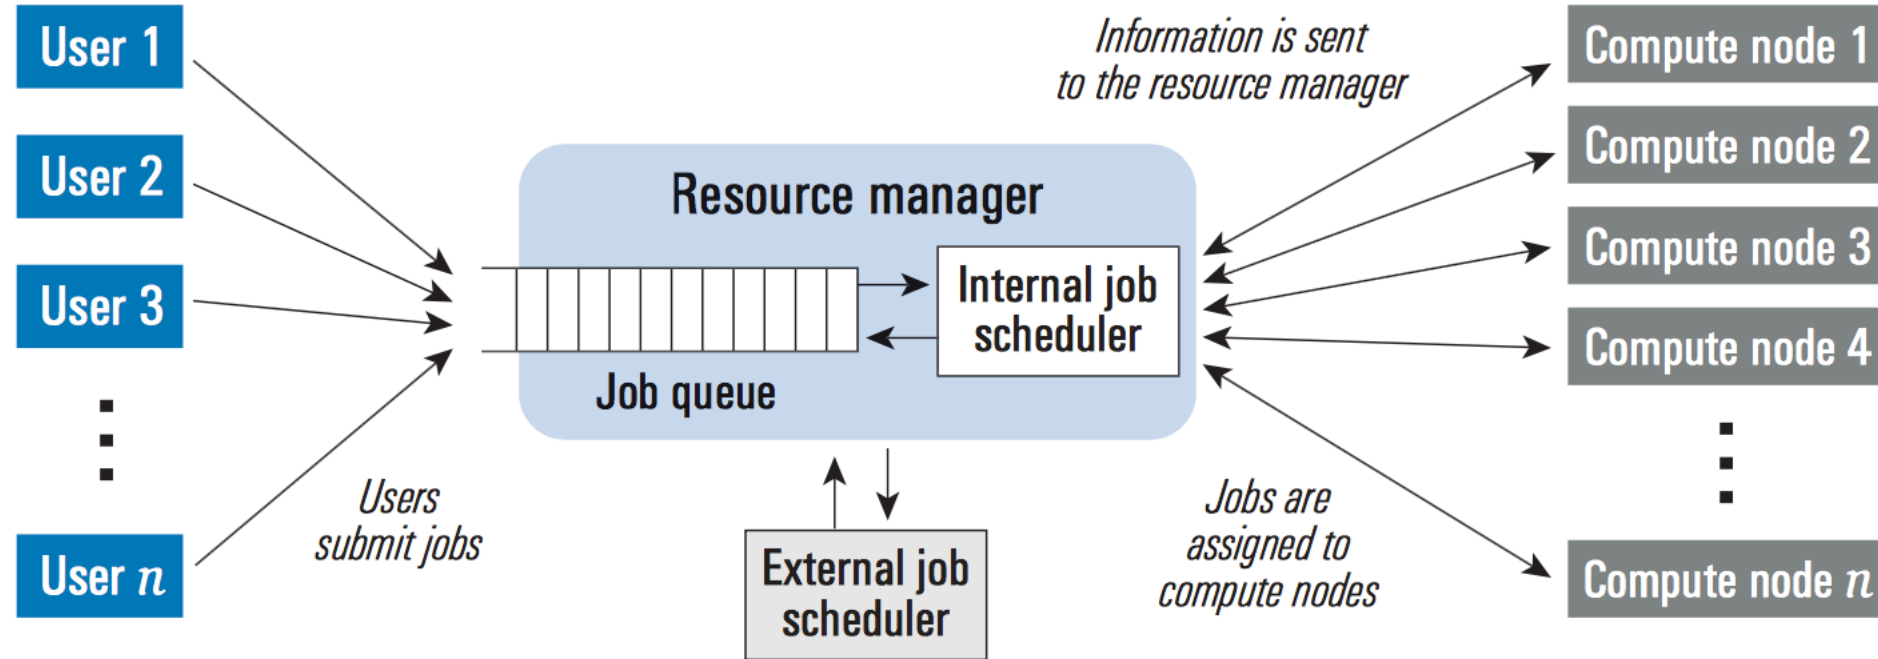 User 1
User 2
User 3
User n
Users
submit jobs
Resource manager
Job queue
Internal job
scheduler
External job
scheduler
Information is sent
to the resource manager
Jobs are
assigned to
compute nodes
Compute node 1
Compute node 2
Compute node 3
Compute node 4
Compute node n